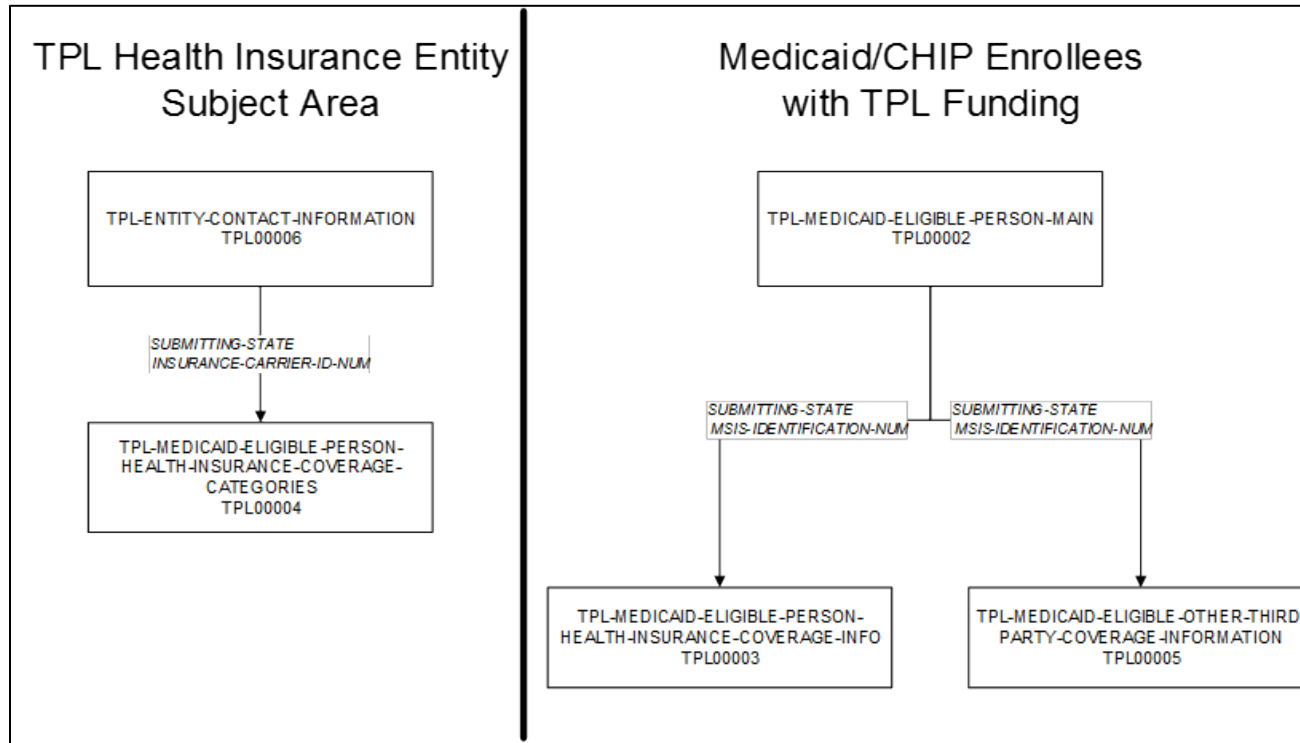 TPL Health Insurance Entity
Subject Area
TPL-ENTITY-CONTACT-INFORMATION
TPL00006
SUBMITTING-STATE
INSURANCE-CARRIER-ID-NUM
TPL-MEDICAID-ELIGIBLE-PERSON-
HEALTH-INSURANCE-COVERAGE-
CATEGORIES
TPL00004
Medicaid/CHIP Enrollees
with TPL Funding
TPL-MEDICAID-ELIGIBLE-PERSON-MAIN
TPL00002
SUBMITTING-STATE
MSIS-IDENTIFICATION-NUM
SUBMITTING-STATE
MSIS-IDENTIFICATION-NUM
TPL-MEDICAID-ELIGIBLE-PERSON-
HEALTH-INSURANCE-COVERAGE-INFO
TPL00003
TPL-MEDICAID-ELIGIBLE-OTHER-THIRD
PARTY-COVERAGE-INFORMATION
TPL00005